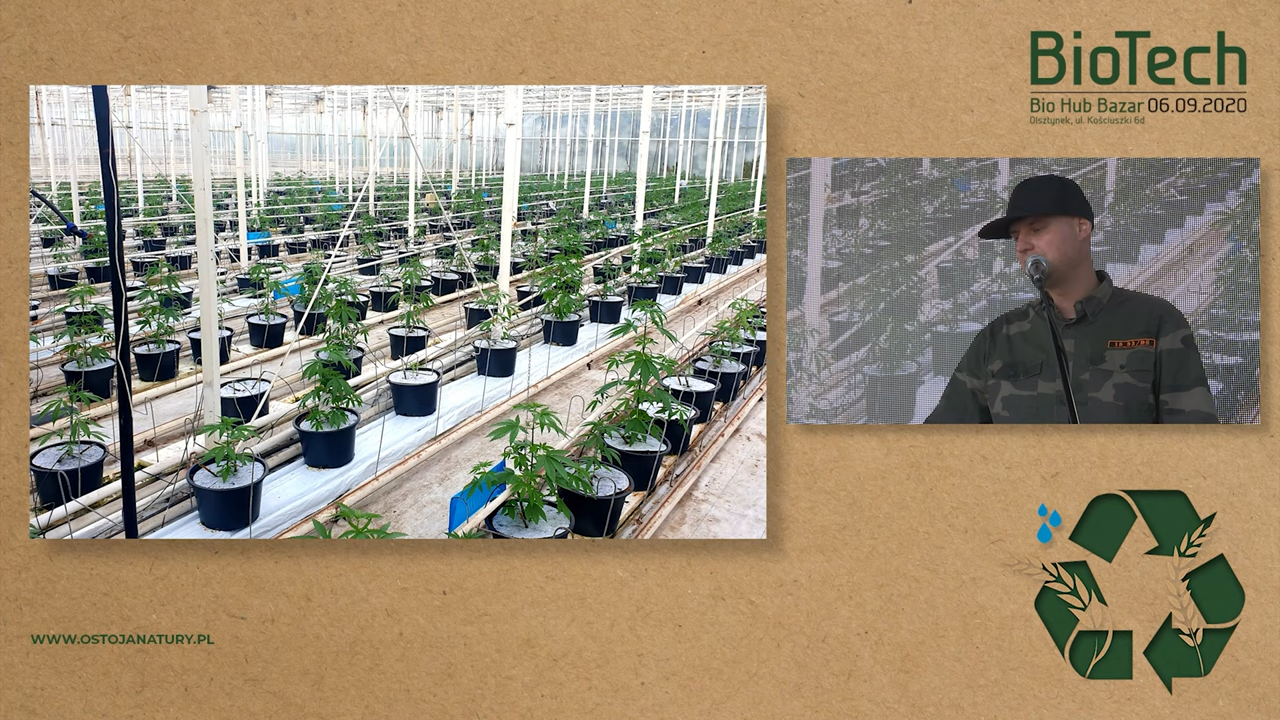 BioTech
Bio Hub Bazar 06.09.2020
Olsztynek, ul. Kościuszki 6d
WWW.OSTOJANATURY.PL